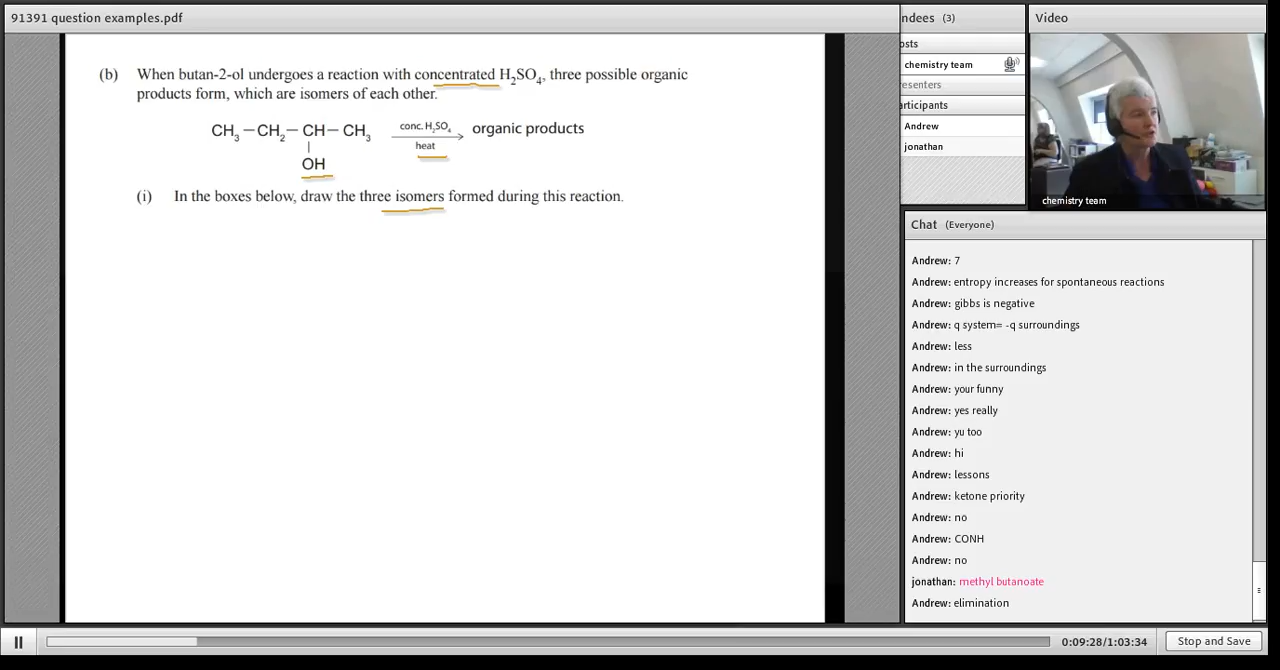 91391 question examples.pdf
(b) When butan-2-ol undergoes a reaction with concentrated H₂SO₄, three possible organic
products form, which are isomers of each other.
CH₃ — CH₂ — CH — CH₃ conc. H₂SO₄ organic products
heat
OH
(i) In the boxes below, draw the three isomers formed during this reaction.
ndees (3)
osts
chemistry team
resenters
articipants
Andrew
jonathan
Video
chemistry team
Chat (Everyone)
Andrew: 7
Andrew: entropy increases for spontaneous reactions
Andrew: gibbs is negative
Andrew: q system= -q surroundings
Andrew: less
Andrew: in the surroundings
Andrew: your funny
Andrew: yes really
Andrew: yu too
Andrew: hi
Andrew: lessons
Andrew: ketone priority
Andrew: no
Andrew: CONH
Andrew: no
jonathan: methyl butanoate
Andrew: elimination
0:09:28/1:03:34
Stop and Save